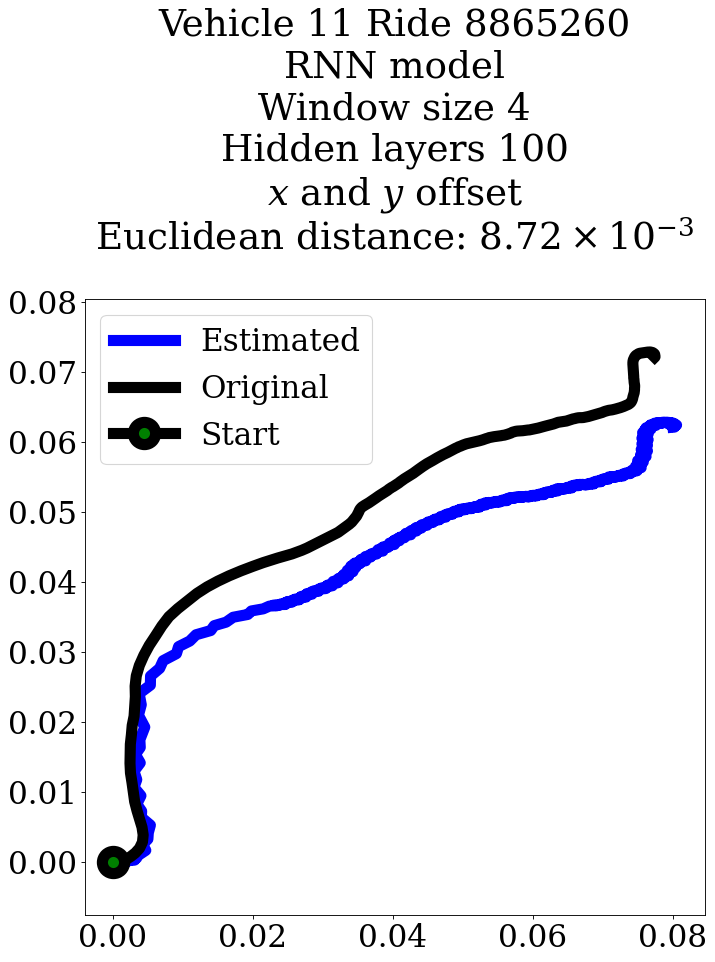 Vehicle 11 Ride 8865260
RNN model
Window size 4
Hidden layers 100
x and y offset
Euclidean distance: 8.72 × 10⁻³
Estimated
Original
Start
0.08
0.07
0.06
0.05
0.04
0.03
0.02
0.01
0.00
0.00 0.02 0.04 0.06 0.08